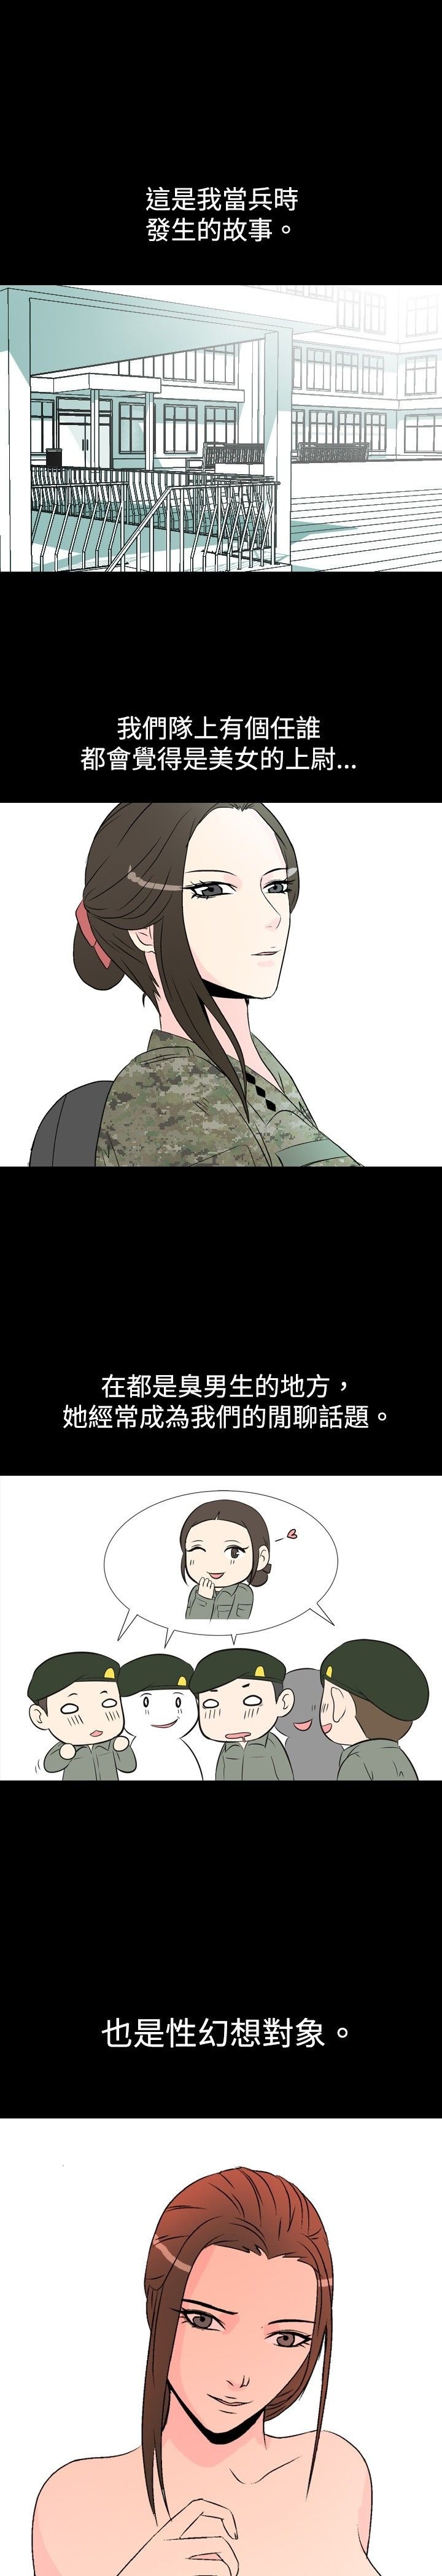 這是我當兵時
發生的故事。
我們隊上有個任誰
都會覺得是美女的上尉...
在都是臭男生的地方，
她經常成為我們的閒聊話題。
也是性幻想對象。